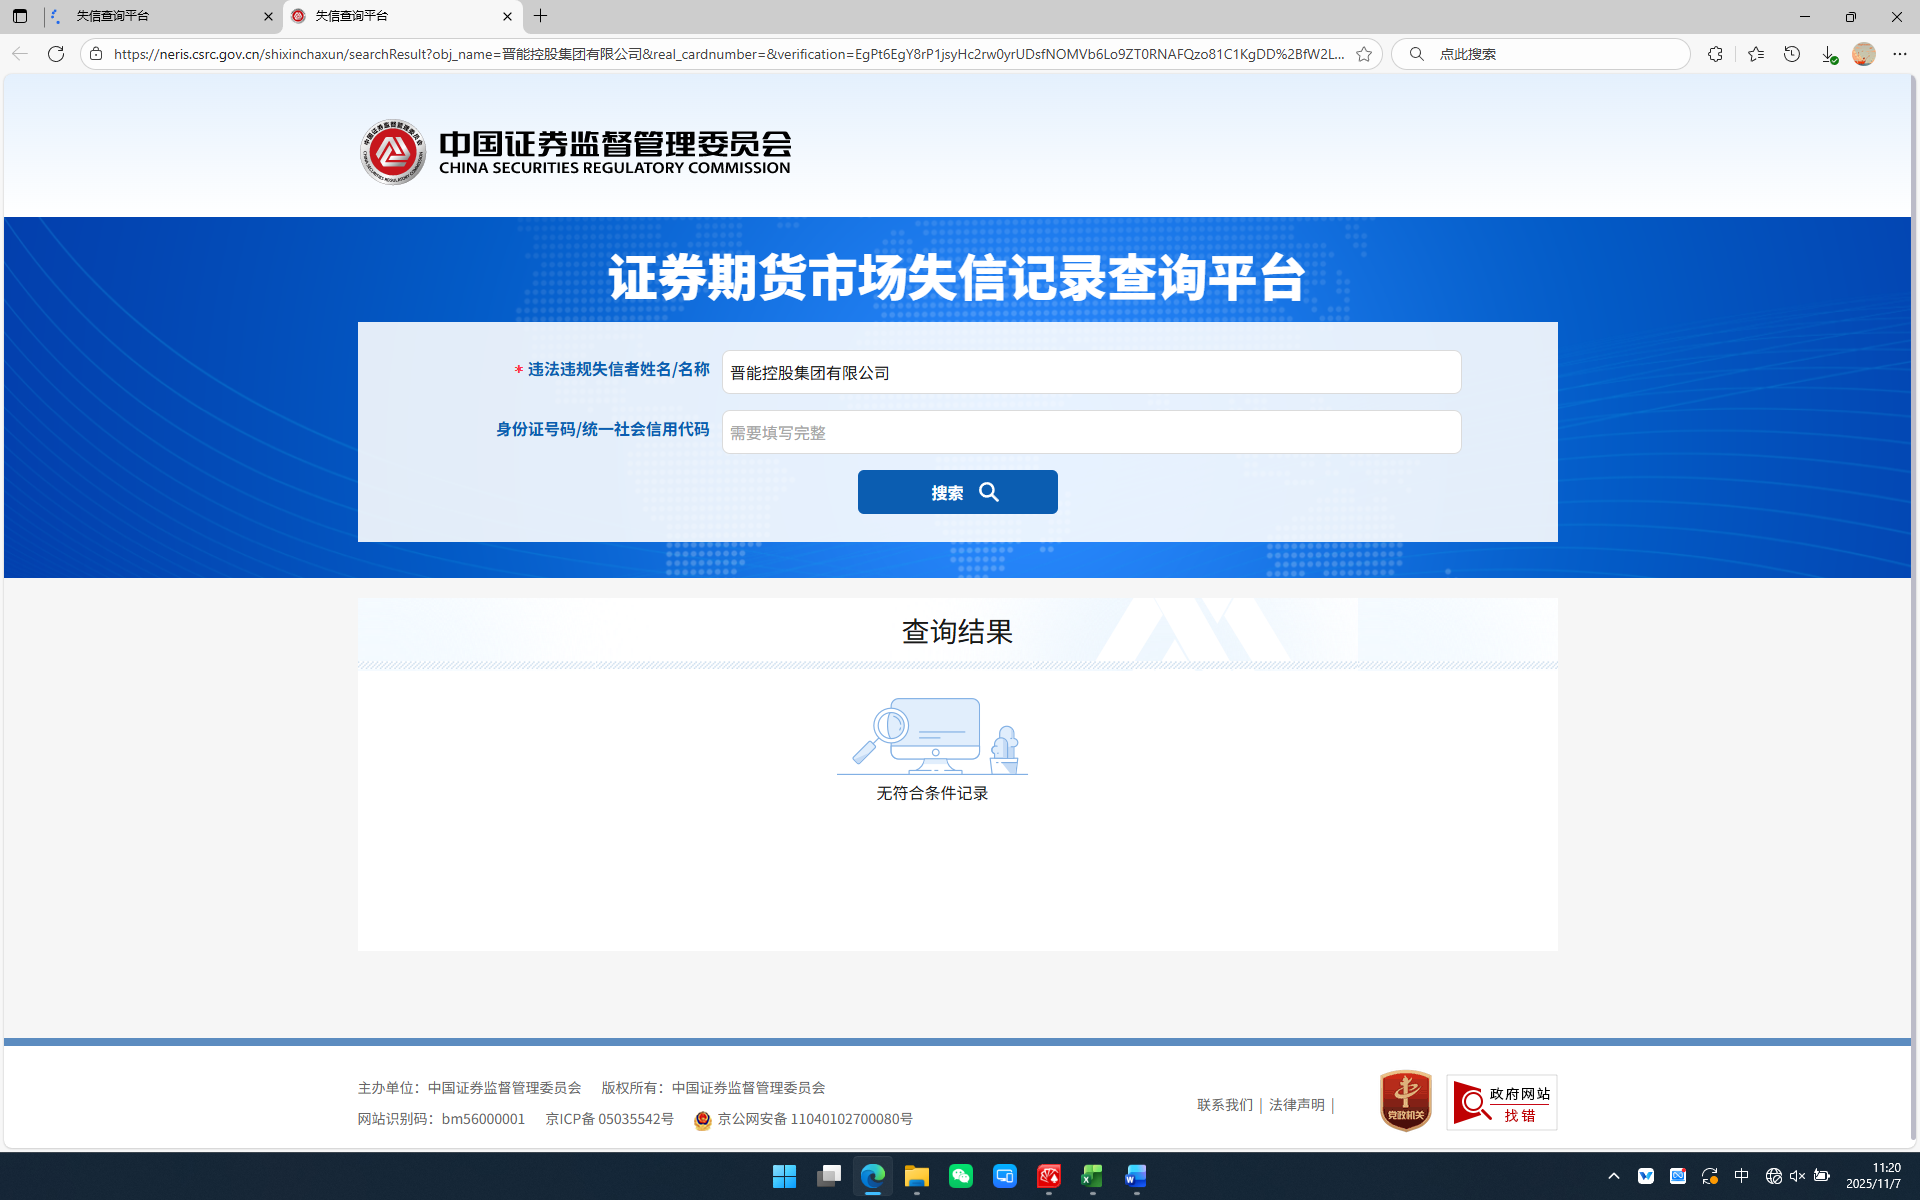 失信查询平台
失信查询平台
https://neris.csrc.gov.cn/shixinchaxun/searchResult?obj_name=晋能控股集团有限公司&real_cardnumber=&verification=EgPt6EgY8rP1jsyHc2rw0yrUDsfNOMVb6Lo9ZT0RNAFQzo81C1KgDD%2BfW2L...
点此搜索
中国证券监督管理委员会
CHINA SECURITIES REGULATORY COMMISSION
证券期货市场失信记录查询平台
* 违法违规失信者姓名/名称
晋能控股集团有限公司
身份证号码/统一社会信用代码
需要填写完整
搜索
查询结果
无符合条件记录
主办单位：中国证券监督管理委员会 版权所有：中国证券监督管理委员会
网站识别码：bm56000001 京ICP备 05035542号 京公网安备 11040102700080号
联系我们 | 法律声明 |
党政机关
政府网站
找错
中
11:20
2025/11/7